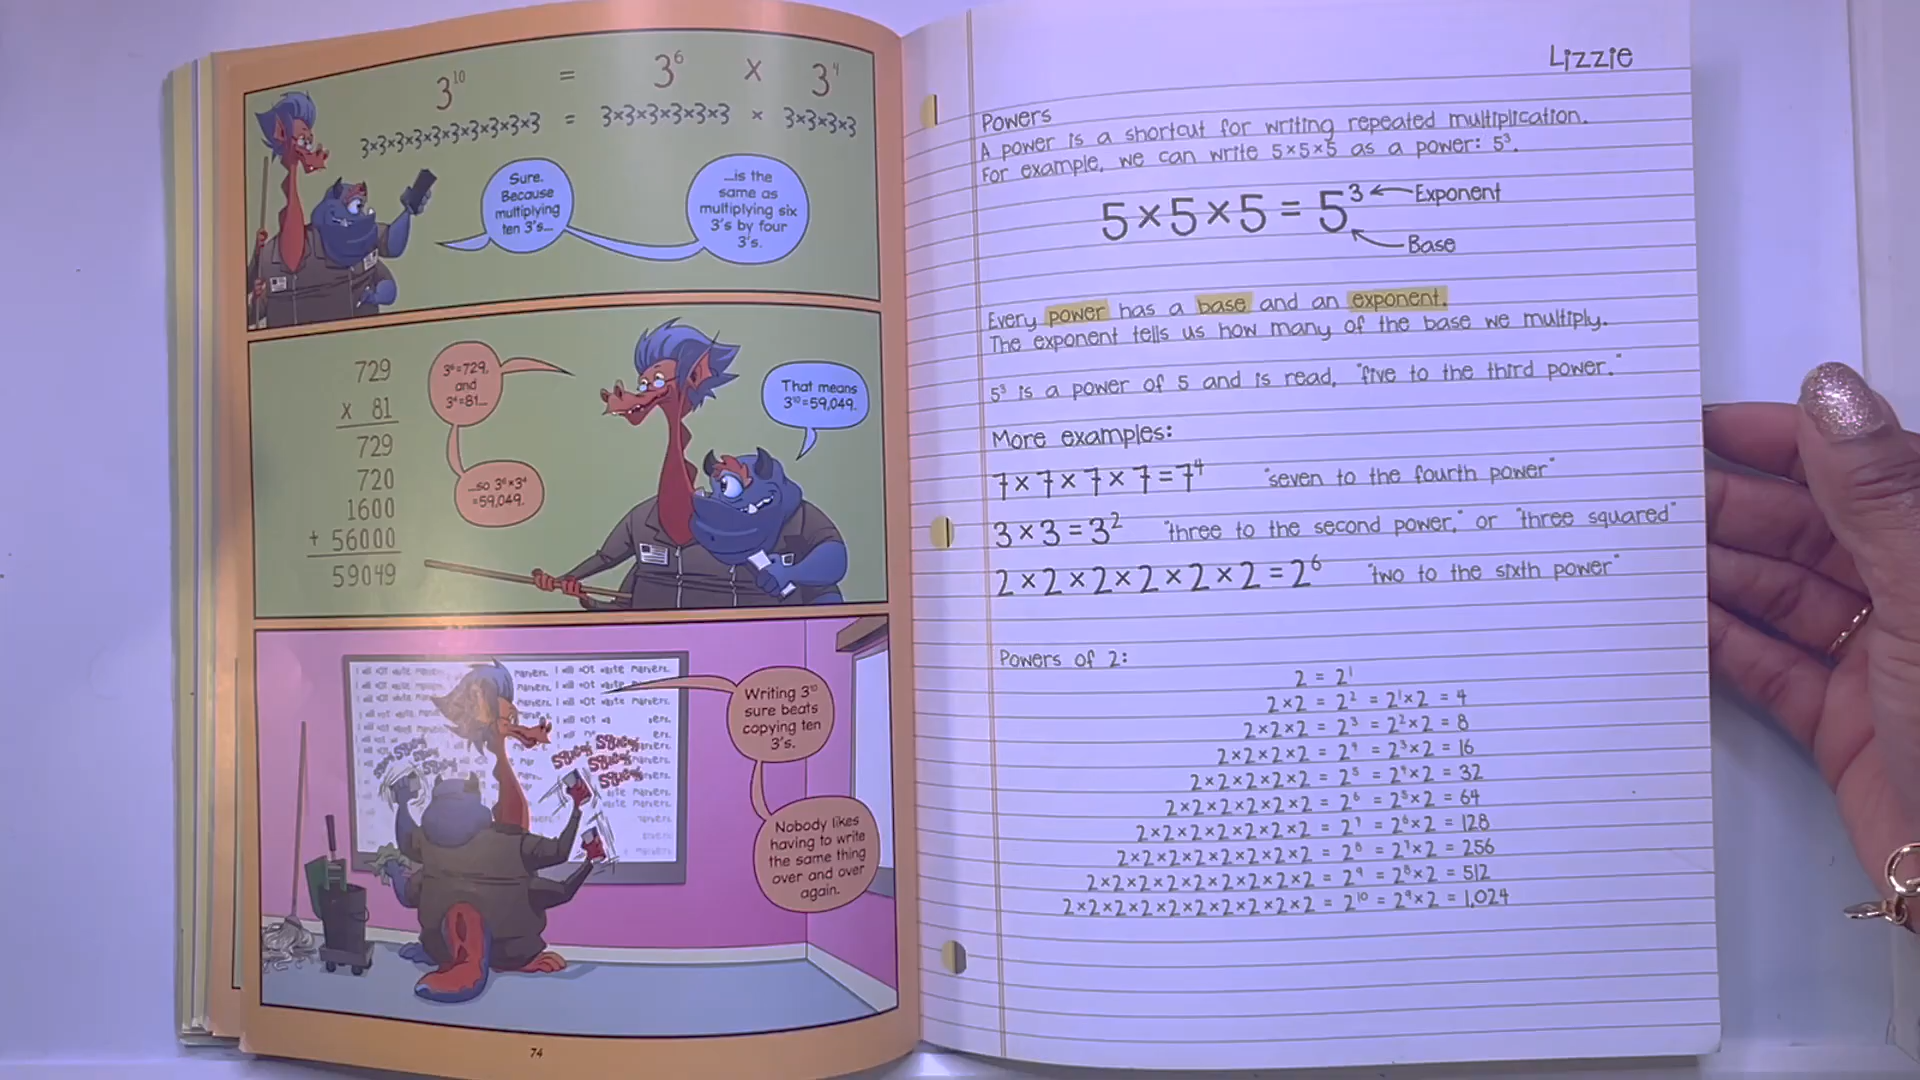 3¹⁰ = 3⁶ x 3⁴
3×3×3×3×3×3×3×3×3×3 = 3×3×3×3×3×3 × 3×3×3×3
Sure.
Because
multiplying
ten 3's...
...is the
same as
multiplying six
3's by four
3's.
729
x 81
729
720
1600
+ 56000
59049
3⁶=729,
and
3⁴=81...
...so 3⁶×3⁴
=59,049.
That means
3¹⁰=59,049.
I will not waste markers.
Squeak
Squeak
Squeak
Writing 3¹⁰
sure beats
copying ten
3's.
Nobody likes
having to write
the same thing
over and over
again.
74
Lizzie
Powers
A power is a shortcut for writing repeated multiplication.
For example, we can write 5×5×5 as a power: 5³.
5×5×5=5³ Exponent
Base
Every power has a base and an exponent.
The exponent tells us how many of the base we multiply.
5³ is a power of 5 and is read, "five to the third power."
More examples:
7×7×7×7=7⁴ "seven to the fourth power"
3×3=3² "three to the second power," or "three squared"
2×2×2×2×2×2=2⁶ "two to the sixth power"
Powers of 2:
2 = 2¹
2×2 = 2² = 2¹×2 = 4
2×2×2 = 2³ = 2²×2 = 8
2×2×2×2 = 2⁴ = 2³×2 = 16
2×2×2×2×2 = 2⁵ = 2⁴×2 = 32
2×2×2×2×2×2 = 2⁶ = 2⁵×2 = 64
2×2×2×2×2×2×2 = 2⁷ = 2⁶×2 = 128
2×2×2×2×2×2×2×2 = 2⁸ = 2⁷×2 = 256
2×2×2×2×2×2×2×2×2 = 2⁹ = 2⁸×2 = 512
2×2×2×2×2×2×2×2×2×2 = 2¹⁰ = 2⁹×2 = 1,024